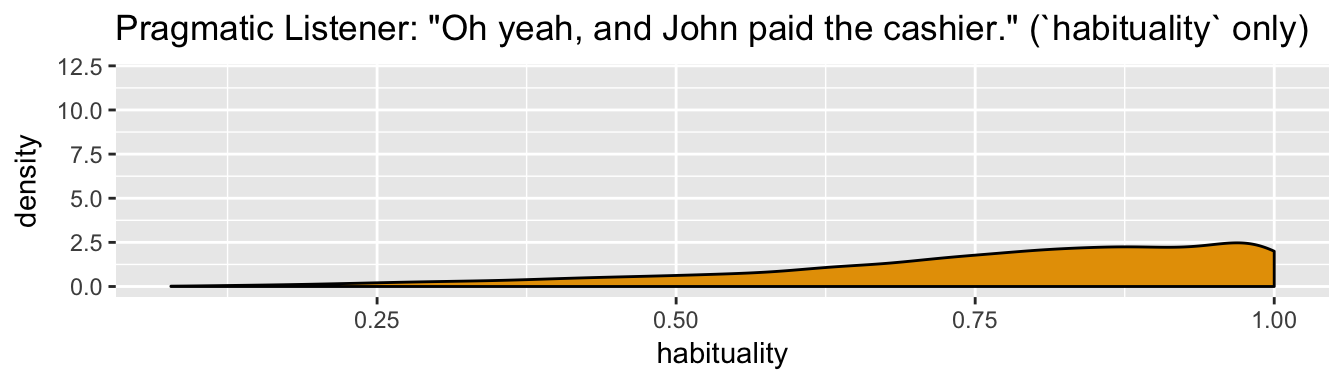 Pragmatic Listener: "Oh yeah, and John paid the cashier." (`habituality` only)
12.5
10.0
7.5
5.0
2.5
0.0
density
0.25 0.50 0.75 1.00
habituality